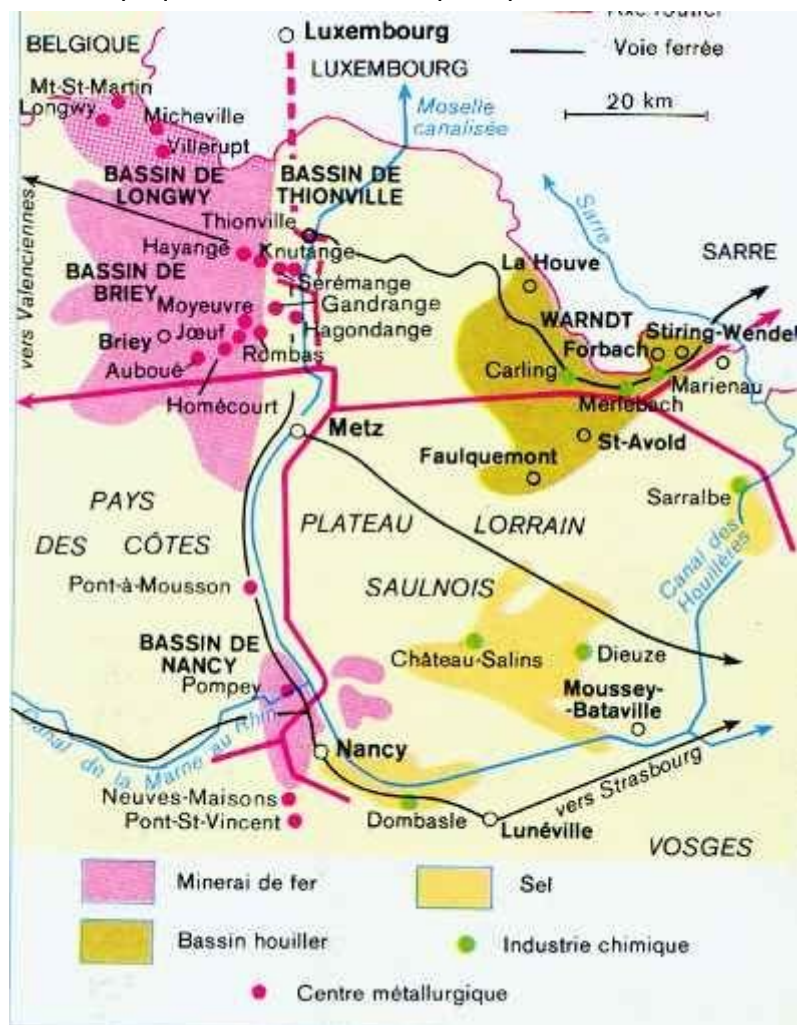 BELGIQUE
Luxembourg
Axe routier
Voie ferrée
LUXEMBOURG
Mt-St-Martin
Longwy
Micheville
Moselle
canalisée
20 km
Villerupt
BASSIN DE
LONGWY
BASSIN DE
THIONVILLE
vers Valenciennes
Thionville
Sarre
SARRE
Hayange
Knutange
La Houve
BASSIN DE
BRIEY
Serémange
Moyeuvre
Gandrange
WARNDT
Stiring-Wendel
Briey
Jœuf
Hagondange
Forbach
Auboué
Rombas
Carling
Marienau
Homécourt
Merlebach
Metz
St-Avold
Faulquemont
Sarralbe
PAYS
DES CÔTES
PLATEAU LORRAIN
Canal des
Houillères
Pont-à-Mousson
SAULNOIS
BASSIN DE
NANCY
Château-Salins
Dieuze
Pompey
Moussey-
-Bataville
Canal de la Marne au Rhin
Nancy
vers Strasbourg
Neuves-Maisons
Pont-St-Vincent
Dombasle
Lunéville
VOSGES
Minerai de fer
Sel
Bassin houiller
Industrie chimique
Centre métallurgique